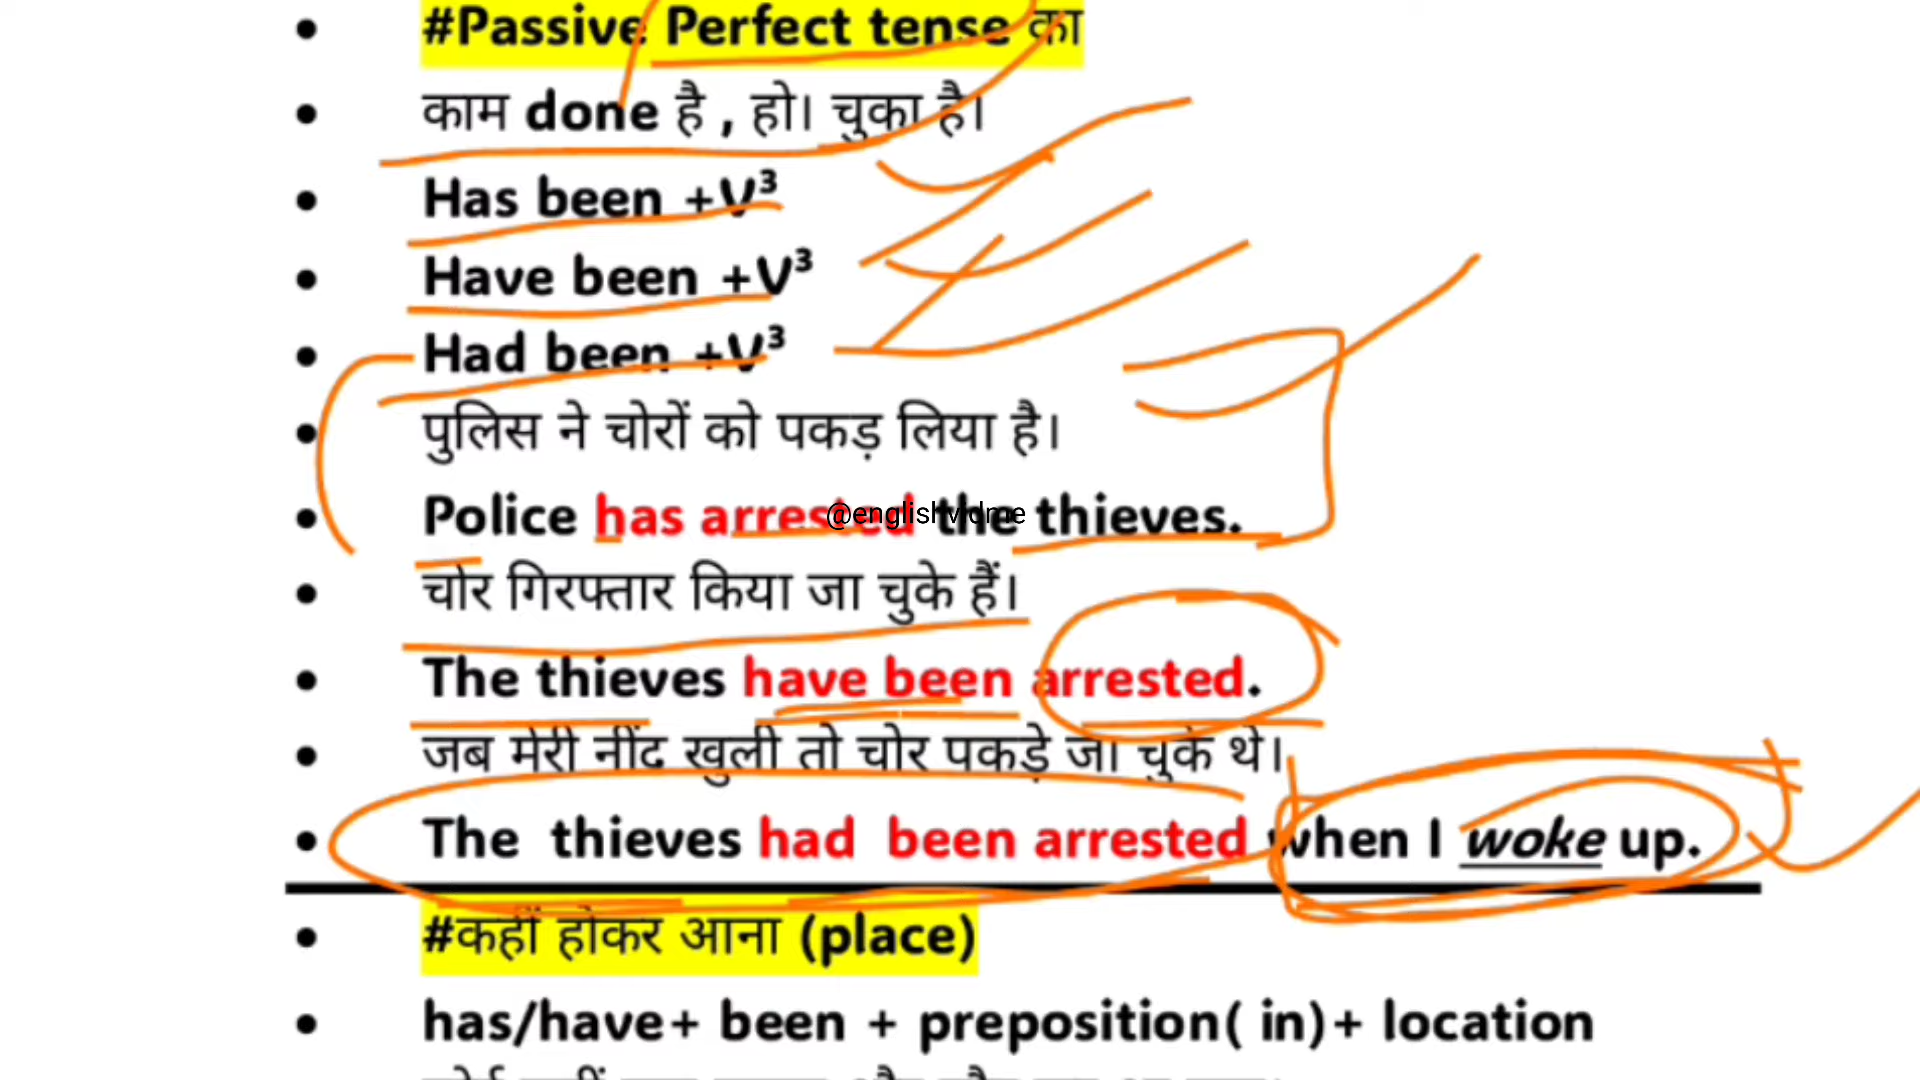 #Passive Perfect tense का
काम done है , हो। चुका है।
Has been +V³
Have been +V³
Had been +V³
पुलिस ने चोरों को पकड़ लिया है।
Police has arrested the thieves.
@englishvidme
चोर गिरफ्तार किया जा चुके हैं।
The thieves have been arrested.
जब मेरी नींद खुली तो चोर पकड़े जा चुके थे।
The thieves had been arrested when I woke up.
#कहीं होकर आना (place)
has/have+ been + preposition( in)+ location